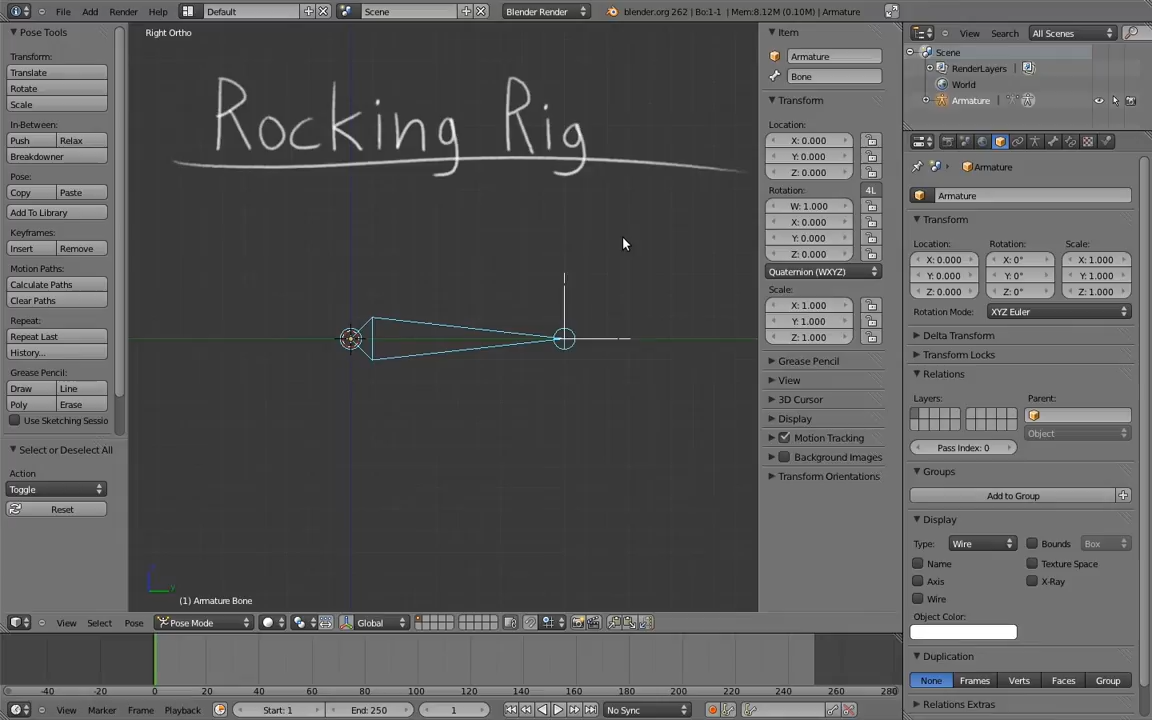 File Add Render Help Default Scene Blender Render blender.org 262 | Bo:1-1 | Mem:8.12M (0.10M) | Armature
Pose Tools
Transform:
Translate
Rotate
Scale
In-Between:
Push Relax
Breakdowner
Pose:
Copy Paste
Add To Library
Keyframes:
Insert Remove
Motion Paths:
Calculate Paths
Clear Paths
Repeat:
Repeat Last
History...
Grease Pencil:
Draw Line
Poly Erase
Use Sketching Sessio
Select or Deselect All
Action
Toggle
Reset
Right Ortho
Rocking Rig
(1) Armature Bone
View Select Pose Pose Mode Global
Item
Armature
Bone
Transform
Location:
X: 0.000
Y: 0.000
Z: 0.000
Rotation: 4L
W: 1.000
X: 0.000
Y: 0.000
Z: 0.000
Quaternion (WXYZ)
Scale:
X: 1.000
Y: 1.000
Z: 1.000
Grease Pencil
View
3D Cursor
Display
Motion Tracking
Background Images
Transform Orientations
View Search All Scenes
Scene
RenderLayers
World
Armature
Armature
Armature
Transform
Location: Rotation: Scale:
X: 0.000 X: 0° X: 1.000
Y: 0.000 Y: 0° Y: 1.000
Z: 0.000 Z: 0° Z: 1.000
Rotation Mode: XYZ Euler
Delta Transform
Transform Locks
Relations
Layers: Parent:
Object
Pass Index: 0
Groups
Add to Group
Display
Type: Wire Bounds Box
Name Texture Space
Axis X-Ray
Wire
Object Color:
Duplication
None Frames Verts Faces Group
Relations Extras
-40 -20 0 20 40 60 80 100 120 140 160 180 200 220 240 260 280
View Marker Frame Playback Start: 1 End: 250 1 No Sync